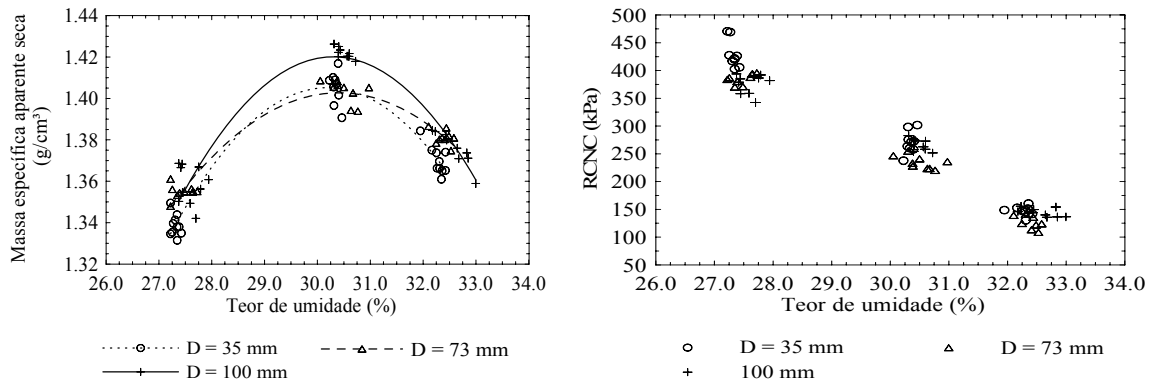 Massa específica aparente seca
(g/cm³)
1.44
1.42
1.40
1.38
1.36
1.34
1.32
26.0 27.0 28.0 29.0 30.0 31.0 32.0 33.0 34.0
Teor de umidade (%)
D = 35 mm
D = 73 mm
D = 100 mm
RCNC (kPa)
500
450
400
350
300
250
200
150
100
50
26.0 27.0 28.0 29.0 30.0 31.0 32.0 33.0 34.0
Teor de umidade (%)
D = 35 mm
D = 73 mm
100 mm